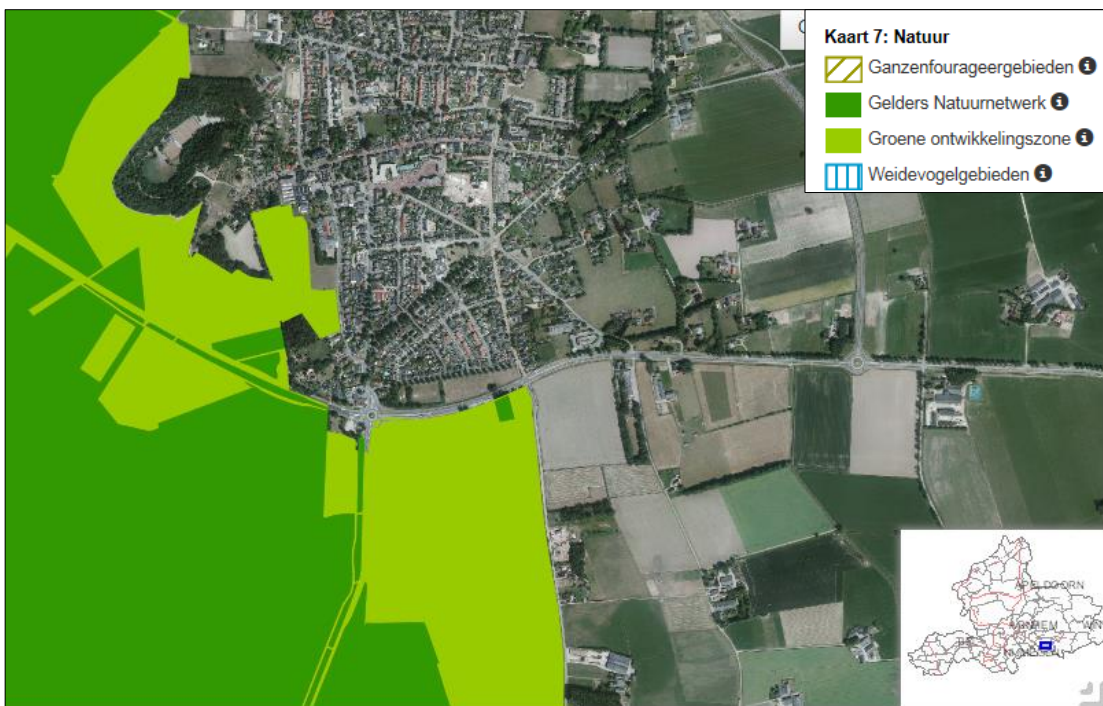 Kaart 7: Natuur
Ganzenfourageergebieden i
Gelders Natuurnetwerk i
Groene ontwikkelingszone i
Weidevogelgebieden i
APELDOORN
ARNHEM